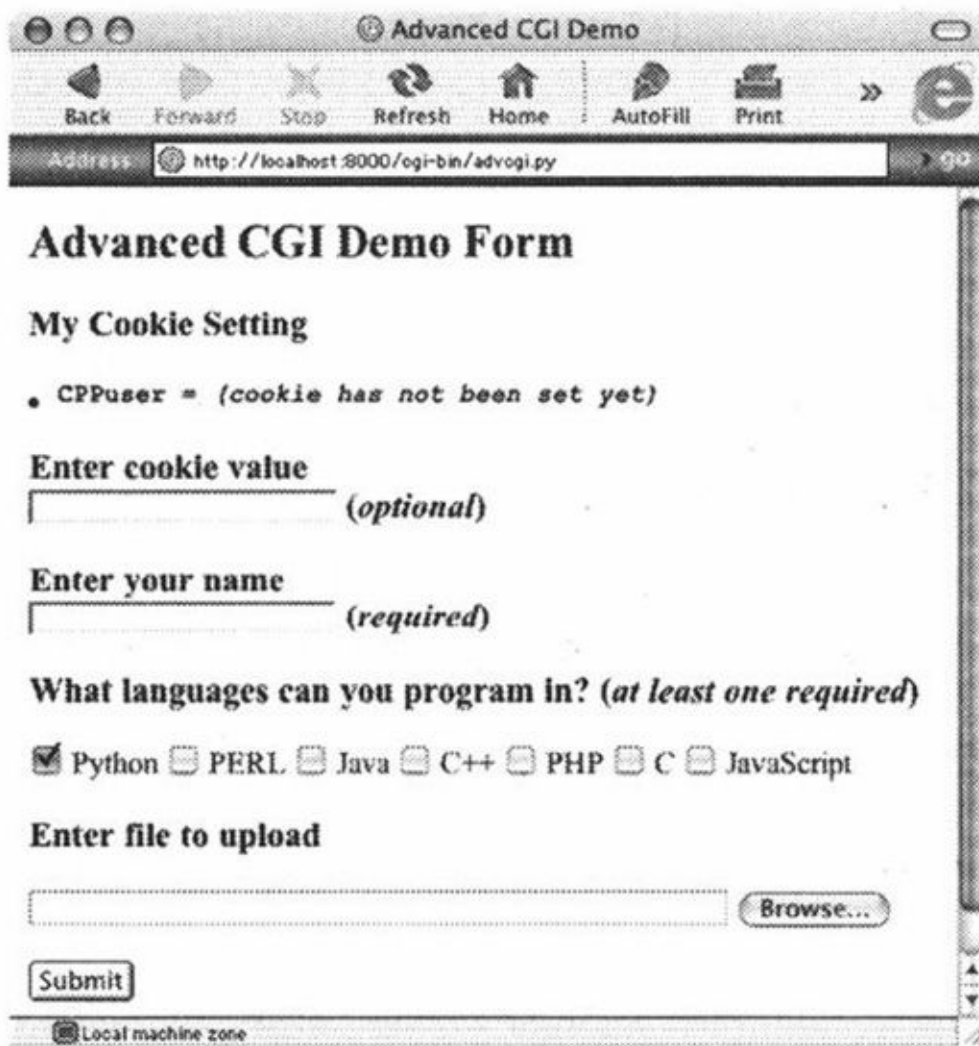 Advanced CGI Demo
Back Forward Stop Refresh Home AutoFill Print »
Address http://localhost:8000/cgi-bin/advcgi.py go
Advanced CGI Demo Form
My Cookie Setting
• CPPuser = (cookie has not been set yet)
Enter cookie value
(optional)
Enter your name
(required)
What languages can you program in? (at least one required)
Python PERL Java C++ PHP C JavaScript
Enter file to upload
Browse...
Submit
Local machine zone